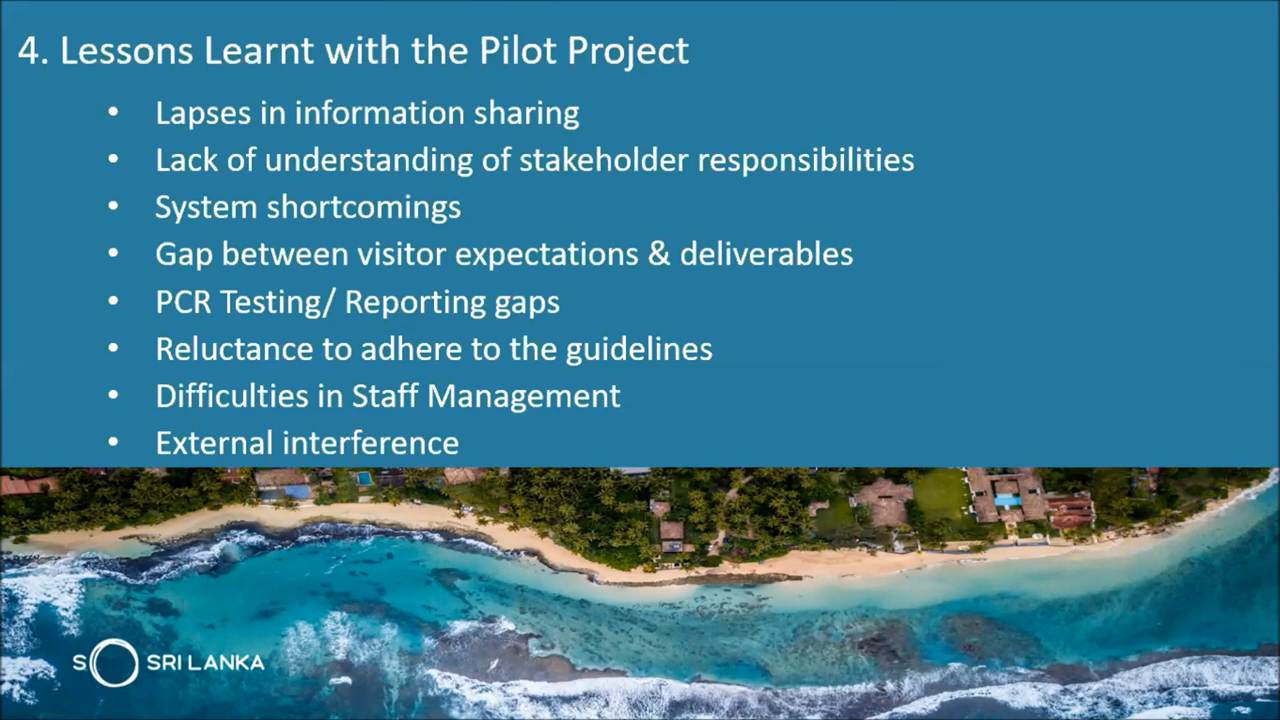 4. Lessons Learnt with the Pilot Project
• Lapses in information sharing
• Lack of understanding of stakeholder responsibilities
• System shortcomings
• Gap between visitor expectations & deliverables
• PCR Testing/ Reporting gaps
• Reluctance to adhere to the guidelines
• Difficulties in Staff Management
• External interference
SO SRI LANKA